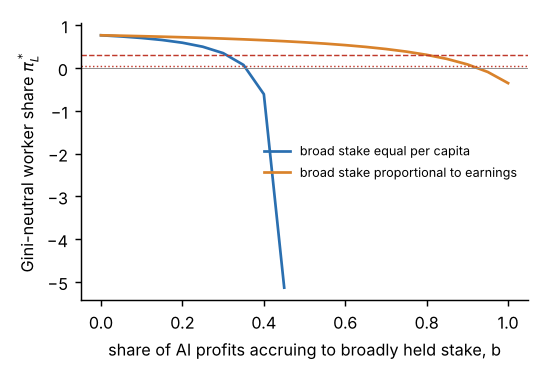 1
0
−1
−2
−3
−4
−5
Gini-neutral worker share π*L
broad stake equal per capita
broad stake proportional to earnings
0.0 0.2 0.4 0.6 0.8 1.0
share of AI profits accruing to broadly held stake, b